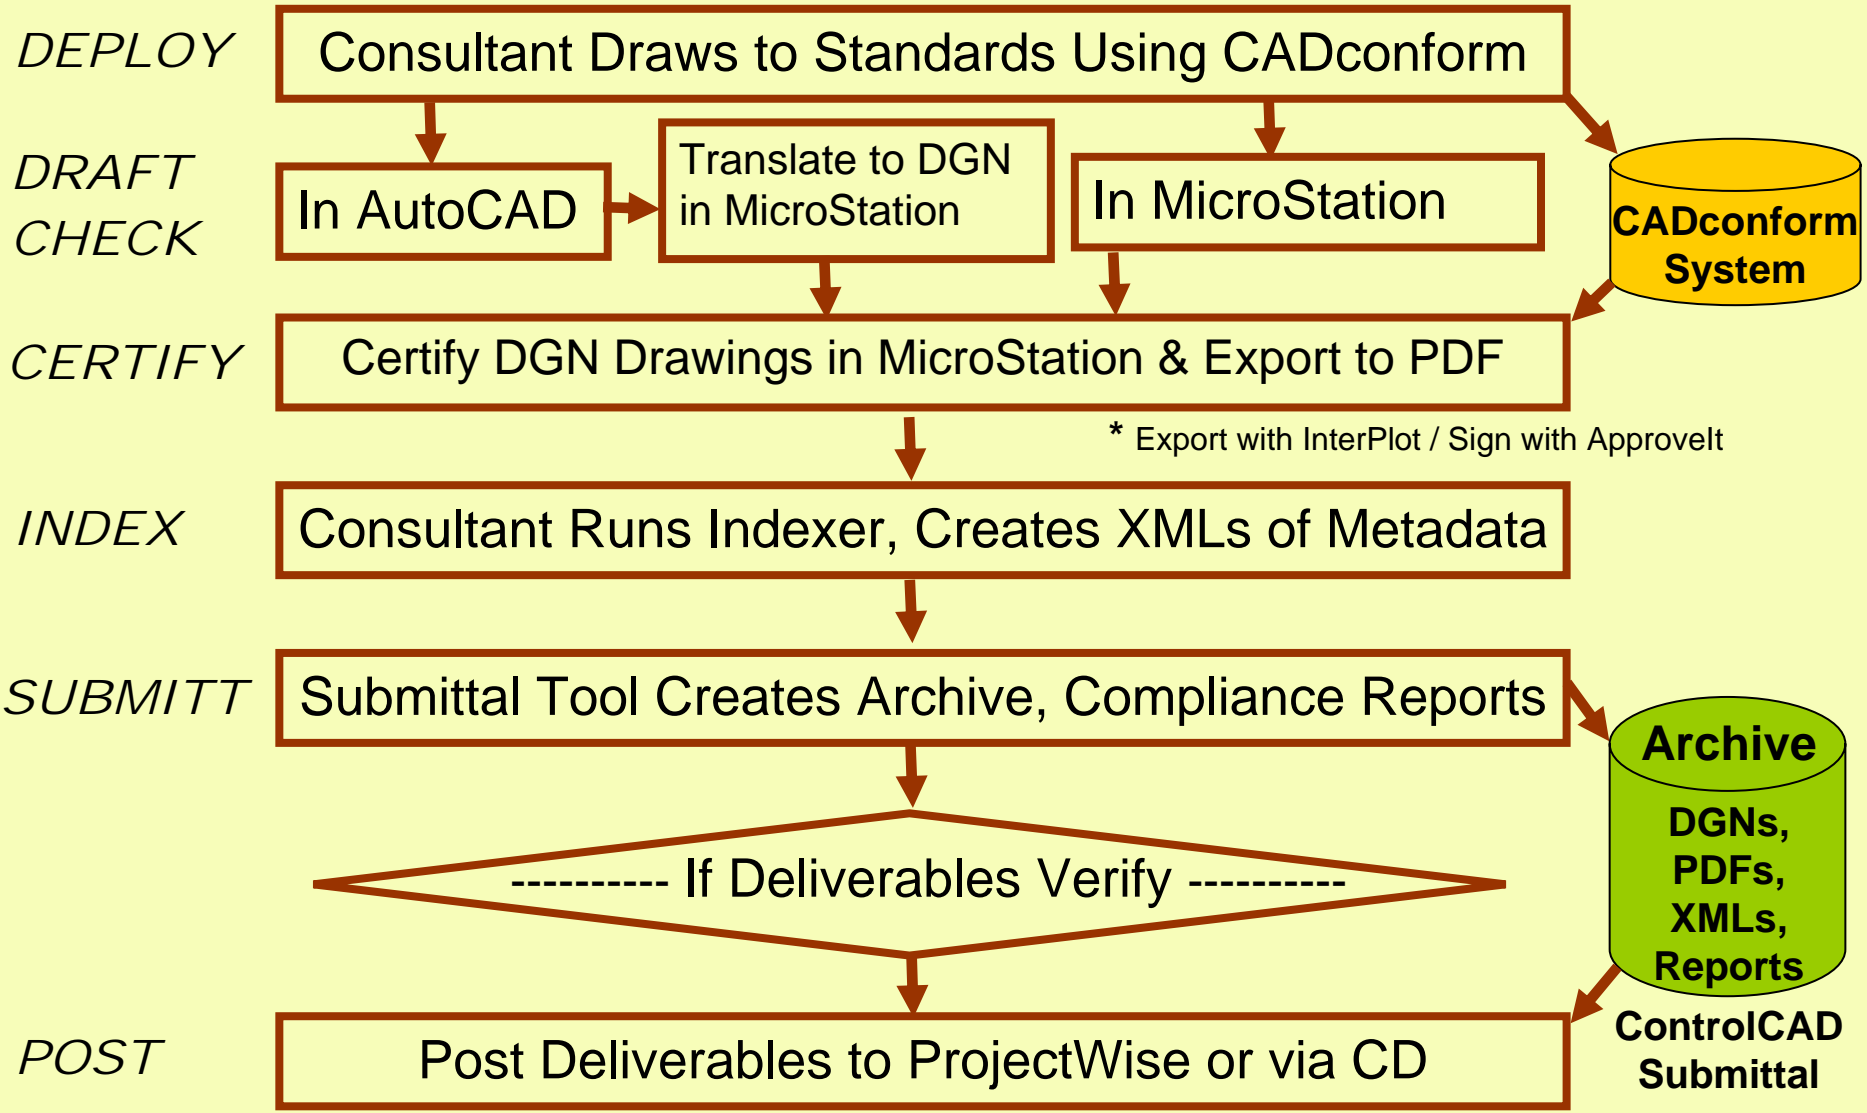 DEPLOY
Consultant Draws to Standards Using CADconform
DRAFT
CHECK
In AutoCAD
Translate to DGN
in MicroStation
In MicroStation
CADconform
System
CERTIFY
Certify DGN Drawings in MicroStation & Export to PDF
* Export with InterPlot / Sign with ApproveIt
INDEX
Consultant Runs Indexer, Creates XMLs of Metadata
SUBMITT
Submittal Tool Creates Archive, Compliance Reports
Archive
DGNs,
PDFs,
XMLs,
Reports
---------- If Deliverables Verify ----------
ControlCAD
Submittal
POST
Post Deliverables to ProjectWise or via CD